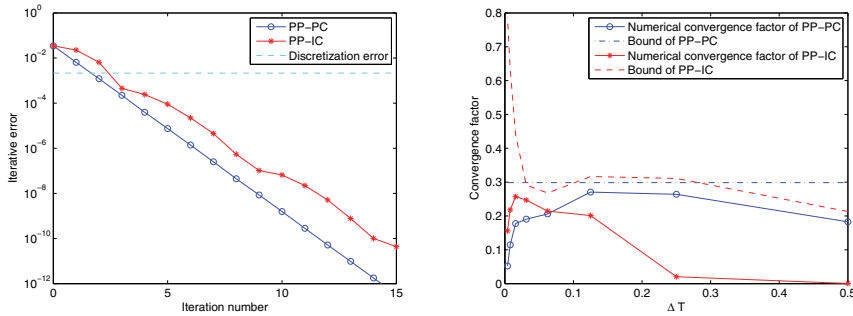 10^0
10^-2
10^-4
10^-6
10^-8
10^-10
10^-12
Iterative error
0
5
10
15
Iteration number
PP−PC
PP−IC
Discretization error
0.8
0.7
0.6
0.5
0.4
0.3
0.2
0.1
0
Convergence factor
0
0.1
0.2
0.3
0.4
0.5
Δ T
Numerical convergence factor of PP−PC
Bound of PP−PC
Numerical convergence factor of PP−IC
Bound of PP−IC